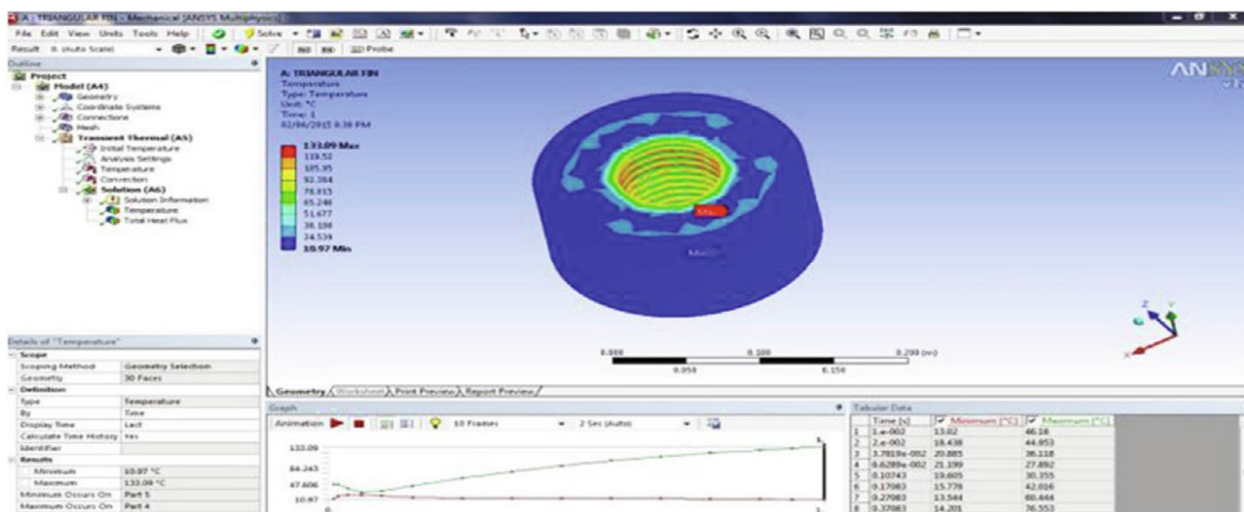 A : TRIANGULAR FIN - Mechanical [ANSYS Multiphysics]
File Edit View Units Tools Help Solve
Result 8. (Auto Scale) Probe
Outline
Project
Model (A4)
Geometry
Coordinate Systems
Connections
Mesh
Transient Thermal (A5)
Initial Temperature
Analysis Settings
Temperature
Convection
Solution (A6)
Solution Information
Temperature
Total Heat Flux
A: TRIANGULAR FIN
Temperature
Type: Temperature
Unit: °C
Time: 1
133.09 Max
119.52
105.95
92.384
78.815
65.246
51.677
38.108
24.539
10.97 Min
ANSYS
0.000
0.100
0.200 (m)
0.050
0.150
Z
Y
X
Geometry Worksheet Print Preview Report Preview
Details of "Temperature"
Scope
Scoping Method Geometry Selection
Geometry 30 Faces
Definition
Type Temperature
By Time
Display Time Last
Calculate Time History Yes
Identifier
Results
Minimum 10.97 °C
Maximum 133.09 °C
Minimum Occurs On Part 5
Maximum Occurs On Part 4
Graph
Animation 10 Frames 2 Sec (Auto)
133.09
84.243
47.606
10.97
0
1.
1.
Tabular Data
Time [s] Minimum [°C] Maximum [°C]
1 1.e-002 13.02 46.18
2 2.e-002 18.438 44.953
3 3.7819e-002 20.885 36.118
4 21.199 27.892
5 0.10743 19.605 30.355
6 0.17083 15.778 42.016
7 0.27083 13.544 60.444
8 0.37083 14.201 76.553